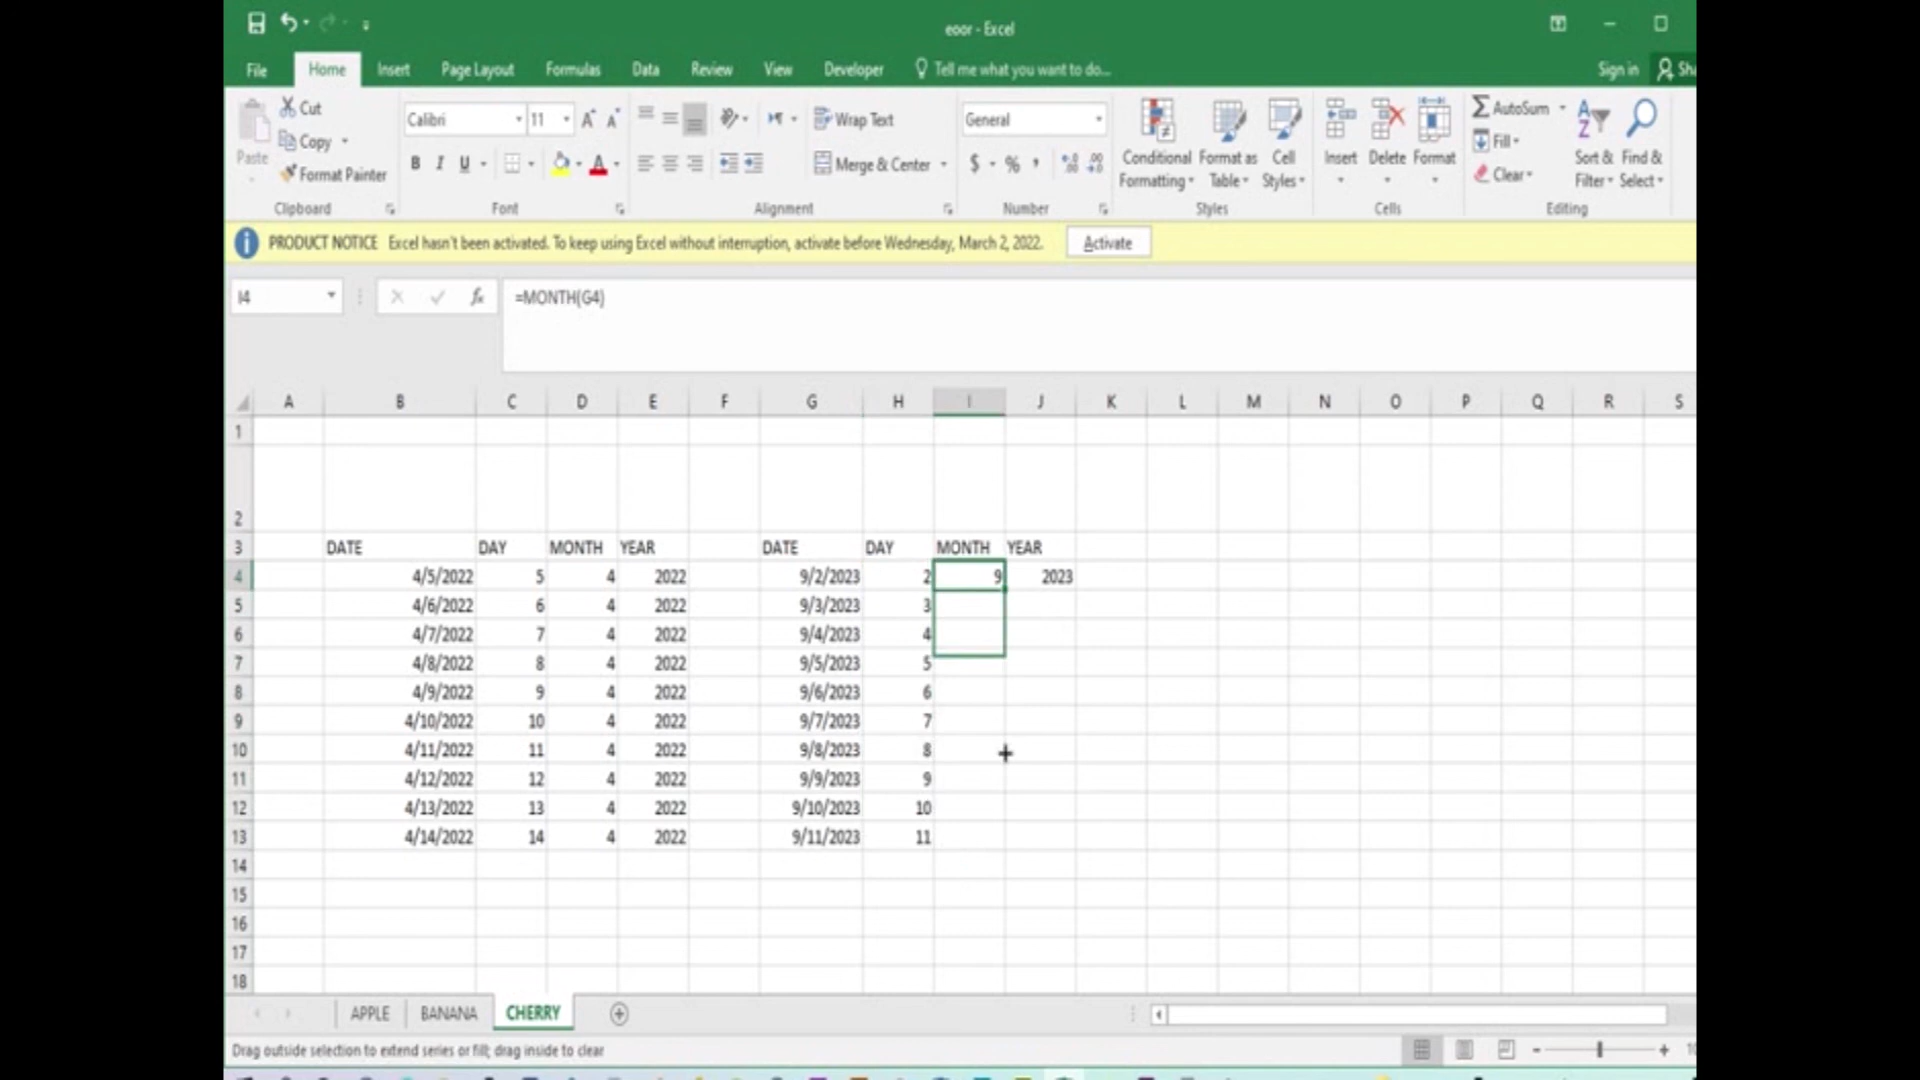 eoor - Excel
File Home Insert Page Layout Formulas Data Review View Developer Tell me what you want to do... Sign in
Cut
Copy
Format Painter
Paste
Clipboard
Calibri 11
B I U
Font
Wrap Text
Merge & Center
Alignment
General
$ % ,
Number
Conditional Formatting
Format as Table
Cell Styles
Styles
Insert Delete Format
Cells
AutoSum
Fill
Clear
Sort & Filter
Find & Select
Editing
PRODUCT NOTICE Excel hasn't been activated. To keep using Excel without interruption, activate before Wednesday, March 2, 2022. Activate
I4 fx =MONTH(G4)
A B C D E F G H I J K L M N O P Q R S
1
2
3 DATE DAY MONTH YEAR DATE DAY MONTH YEAR
4 4/5/2022 5 4 2022 9/2/2023 2 9 2023
5 4/6/2022 6 4 2022 9/3/2023 3
6 4/7/2022 7 4 2022 9/4/2023 4
7 4/8/2022 8 4 2022 9/5/2023 5
8 4/9/2022 9 4 2022 9/6/2023 6
9 4/10/2022 10 4 2022 9/7/2023 7
10 4/11/2022 11 4 2022 9/8/2023 8
11 4/12/2022 12 4 2022 9/9/2023 9
12 4/13/2022 13 4 2022 9/10/2023 10
13 4/14/2022 14 4 2022 9/11/2023 11
14
15
16
17
18
APPLE BANANA CHERRY
Drag outside selection to extend series or fill; drag inside to clear